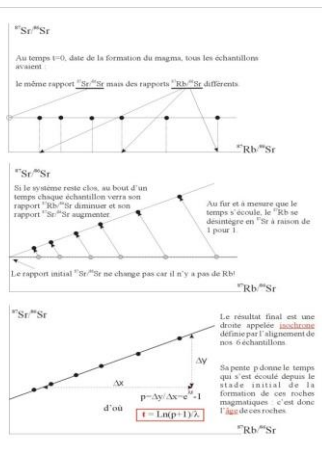 ⁸⁷Sr/⁸⁶Sr
Au temps t=0, date de la formation du magma, tous les échantillons
avaient :
le même rapport ⁸⁷Sr/⁸⁶Sr mais des rapports ⁸⁷Rb/⁸⁶Sr différents.
⁸⁷Rb/⁸⁶Sr
⁸⁷Sr/⁸⁶Sr
Si le système reste clos, au bout d'un
temps chaque échantillon verra son
rapport ⁸⁷Rb/⁸⁶Sr diminuer et son
rapport ⁸⁷Sr/⁸⁶Sr augmenter
Au fur et à mesure que le
temps s'écoule, le ⁸⁷Rb se
désintègre en ⁸⁷Sr à raison de
1 pour 1.
Le rapport initial ⁸⁷Sr/⁸⁶Sr ne change pas car il n'y a pas de Rb!
⁸⁷Rb/⁸⁶Sr
⁸⁷Sr/⁸⁶Sr
Le résultat final est une
droite appelée isochrone
définie par l'alignement de
nos 6 échantillons.
Δy
Δx
Sa pente p donne le temps
qui s'est écoulé depuis le
stade initial de la
formation de ces roches
magmatiques : c'est donc
l'âge de ces roches.
p=Δy/Δx=e^λt-1
d'où
t = Ln(p+1)/λ
⁸⁷Rb/⁸⁶Sr